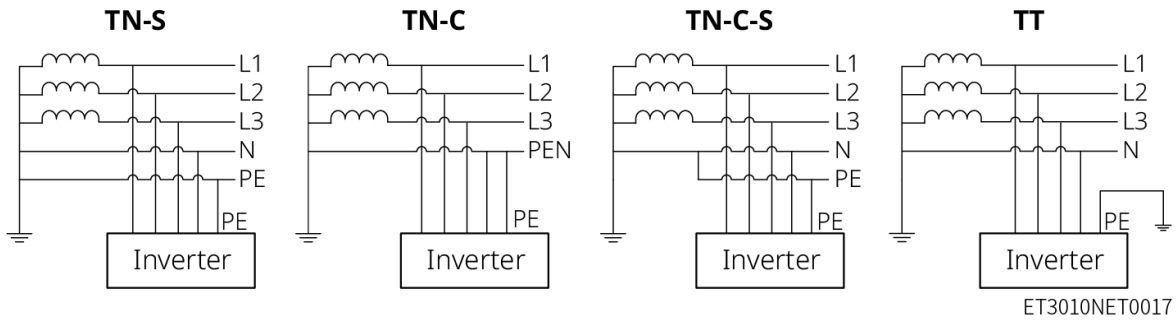 TN-S
TN-C
TN-C-S
TT
L1
L2
L3
N
PE
PE
Inverter
L1
L2
L3
PEN
PE
Inverter
L1
L2
L3
N
PE
PE
Inverter
L1
L2
L3
N
PE
Inverter
ET3010NET0017